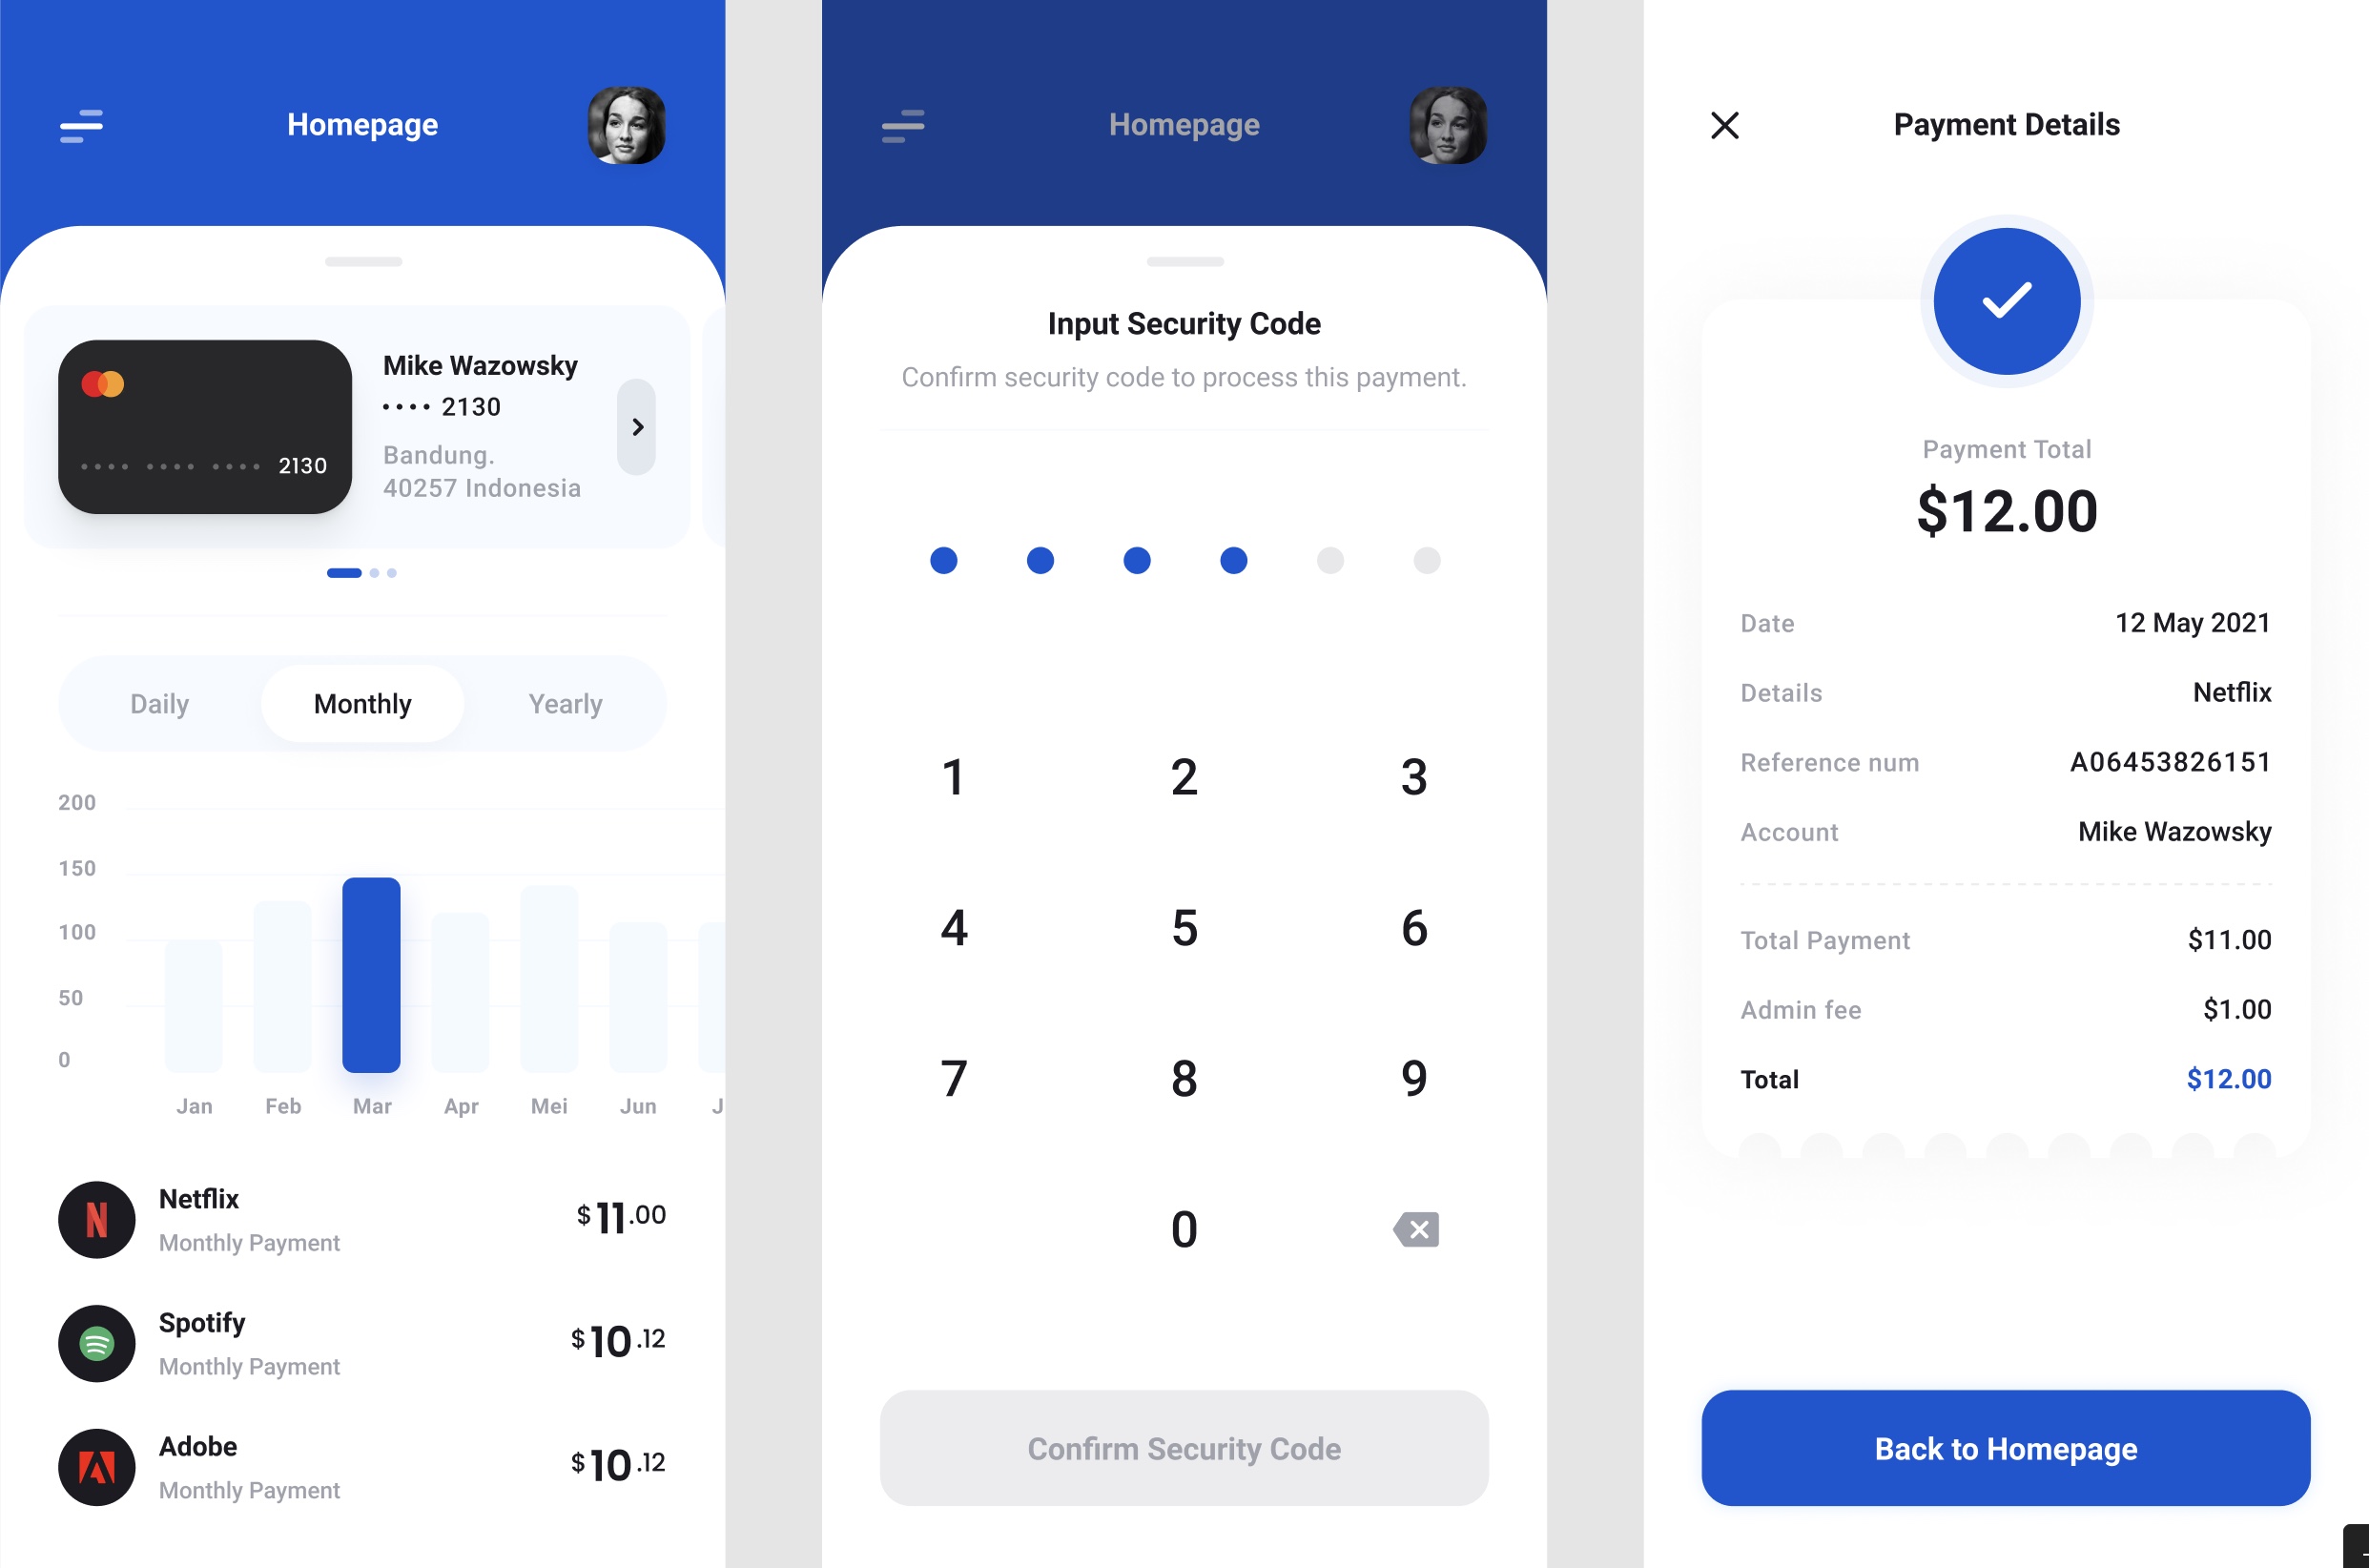 Homepage
Mike Wazowsky
•••• 2130
Bandung.
40257 Indonesia
•••• •••• •••• 2130
Daily Monthly Yearly
200
150
100
50
0
Jan Feb Mar Apr Mei Jun J
Netflix
Monthly Payment
$11.00
Spotify
Monthly Payment
$10.12
Adobe
Monthly Payment
$10.12
Homepage
Input Security Code
Confirm security code to process this payment.
1 2 3
4 5 6
7 8 9
0
Confirm Security Code
Payment Details
Payment Total
$12.00
Date 12 May 2021
Details Netflix
Reference num A06453826151
Account Mike Wazowsky
Total Payment $11.00
Admin fee $1.00
Total $12.00
Back to Homepage